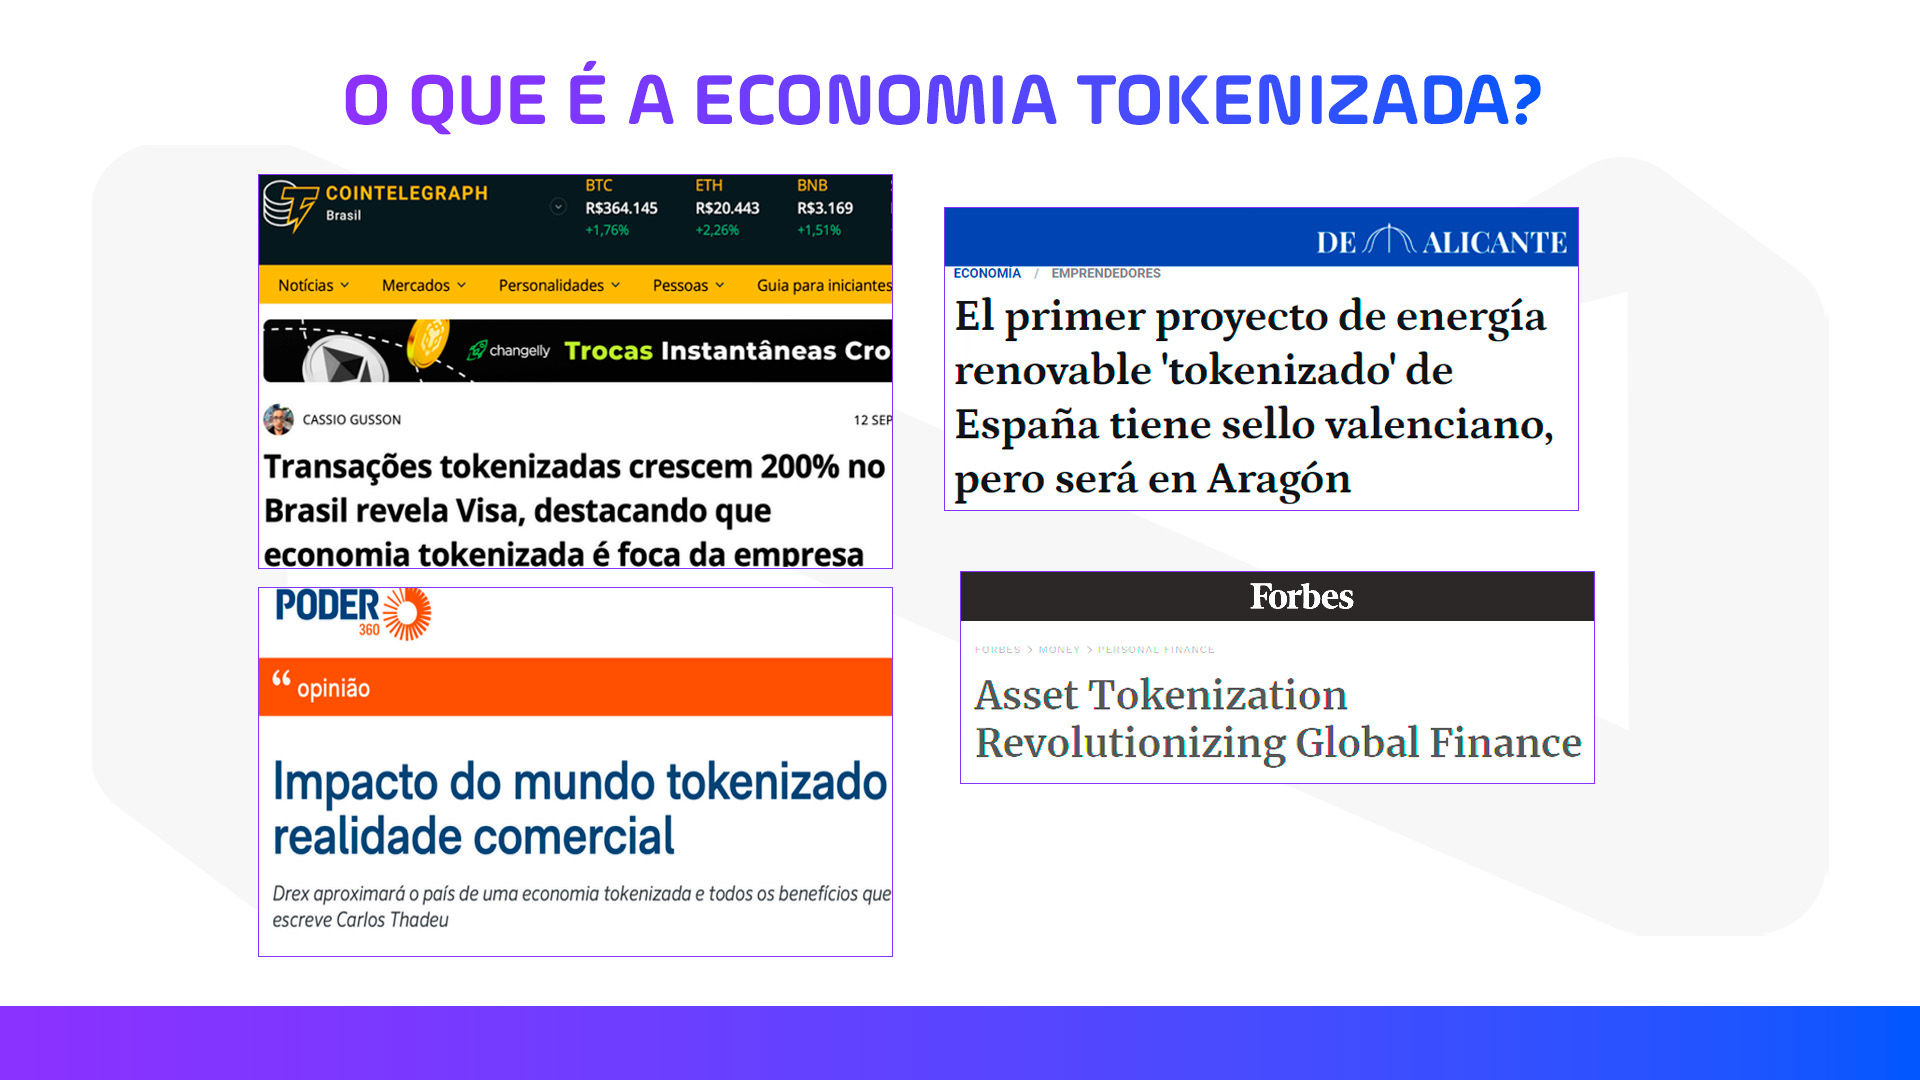 O QUE É A ECONOMIA TOKENIZADA?
COINTELEGRAPH
Brasil
BTC ETH BNB
R$364.145 R$20.443 R$3.169
+1,76% +2,26% +1,51%
Notícias Mercados Personalidades Pessoas Guia para iniciantes
changelly Trocas Instantâneas Cro
CASSIO GUSSON 12 SEP
Transações tokenizadas crescem 200% no
Brasil revela Visa, destacando que
economia tokenizada é foca da empresa
PODER
360
“ opinião
Impacto do mundo tokenizado
realidade comercial
Drex aproximará o país de uma economia tokenizada e todos os benefícios que
escreve Carlos Thadeu
DE ALICANTE
ECONOMÍA / EMPRENDEDORES
El primer proyecto de energía
renovable 'tokenizado' de
España tiene sello valenciano,
pero será en Aragón
Forbes
FORBES > MONEY > PERSONAL FINANCE
Asset Tokenization
Revolutionizing Global Finance